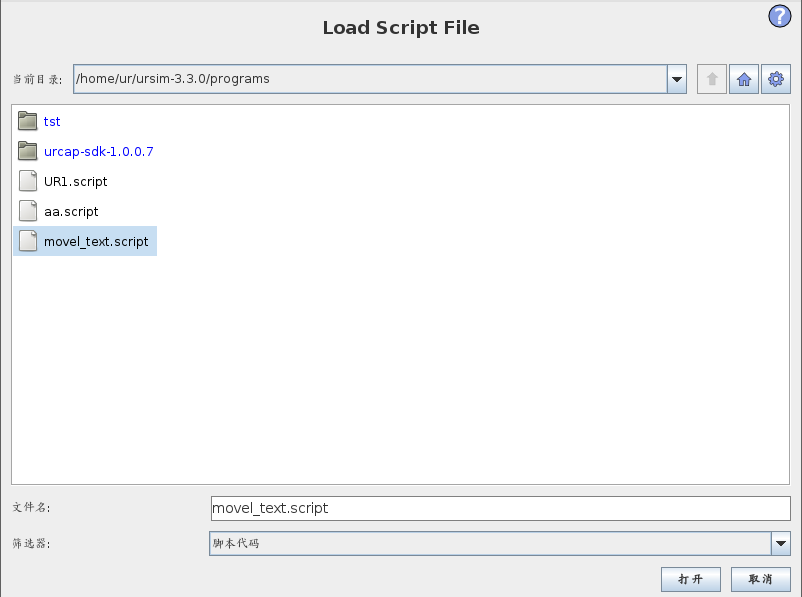 Load Script File
?
当前目录: /home/ur/ursim-3.3.0/programs
tst
urcap-sdk-1.0.0.7
UR1.script
aa.script
movel_text.script
文件名: movel_text.script
筛选器: 脚本代码
打开 取消